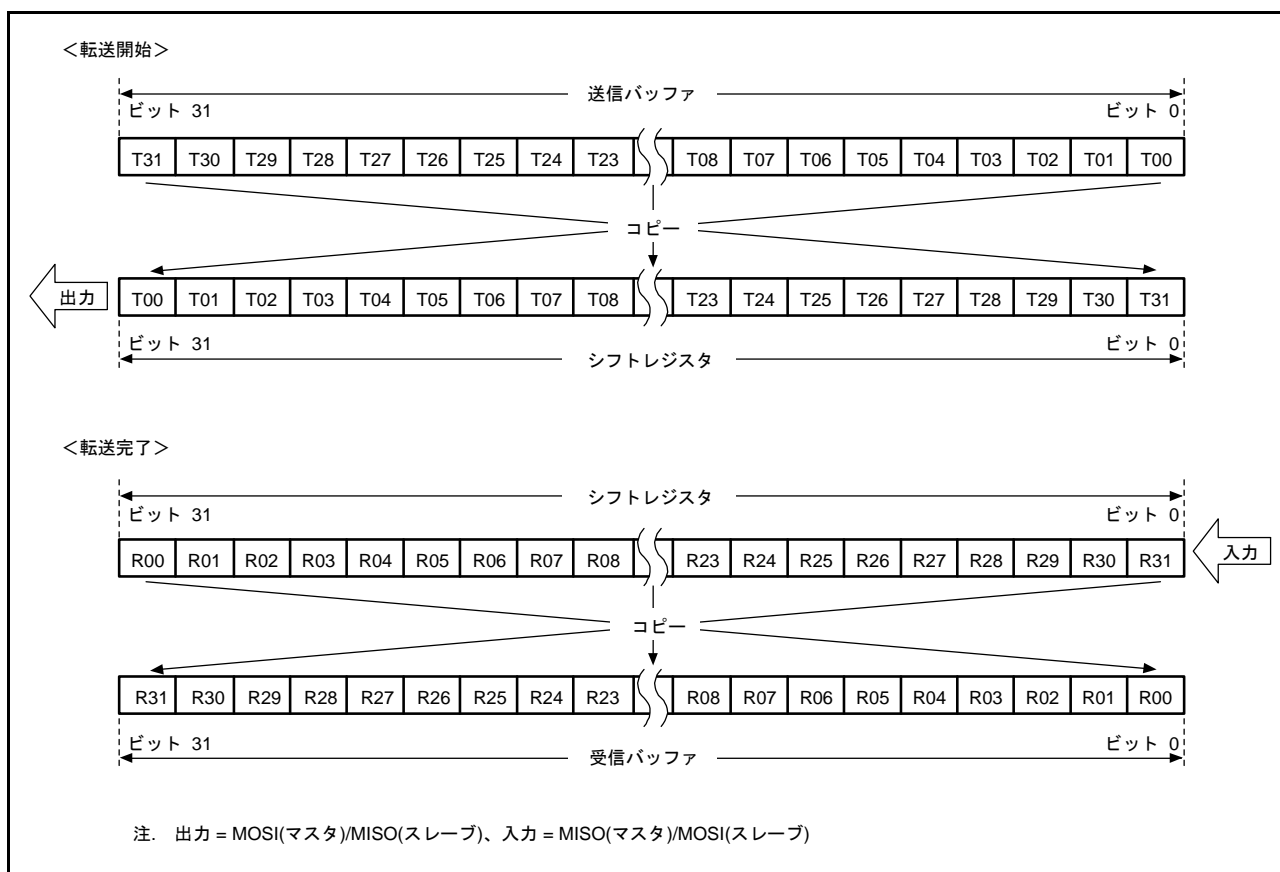 ＜転送開始＞
送信バッファ
ビット 31 ビット 0
T31 T30 T29 T28 T27 T26 T25 T24 T23 T08 T07 T06 T05 T04 T03 T02 T01 T00
コピー
出力 T00 T01 T02 T03 T04 T05 T06 T07 T08 T23 T24 T25 T26 T27 T28 T29 T30 T31
ビット 31 ビット 0
シフトレジスタ
＜転送完了＞
シフトレジスタ
ビット 31 ビット 0
R00 R01 R02 R03 R04 R05 R06 R07 R08 R23 R24 R25 R26 R27 R28 R29 R30 R31 入力
コピー
R31 R30 R29 R28 R27 R26 R25 R24 R23 R08 R07 R06 R05 R04 R03 R02 R01 R00
ビット 31 ビット 0
受信バッファ
注. 出力 = MOSI(マスタ)/MISO(スレーブ)、入力 = MISO(マスタ)/MOSI(スレーブ)